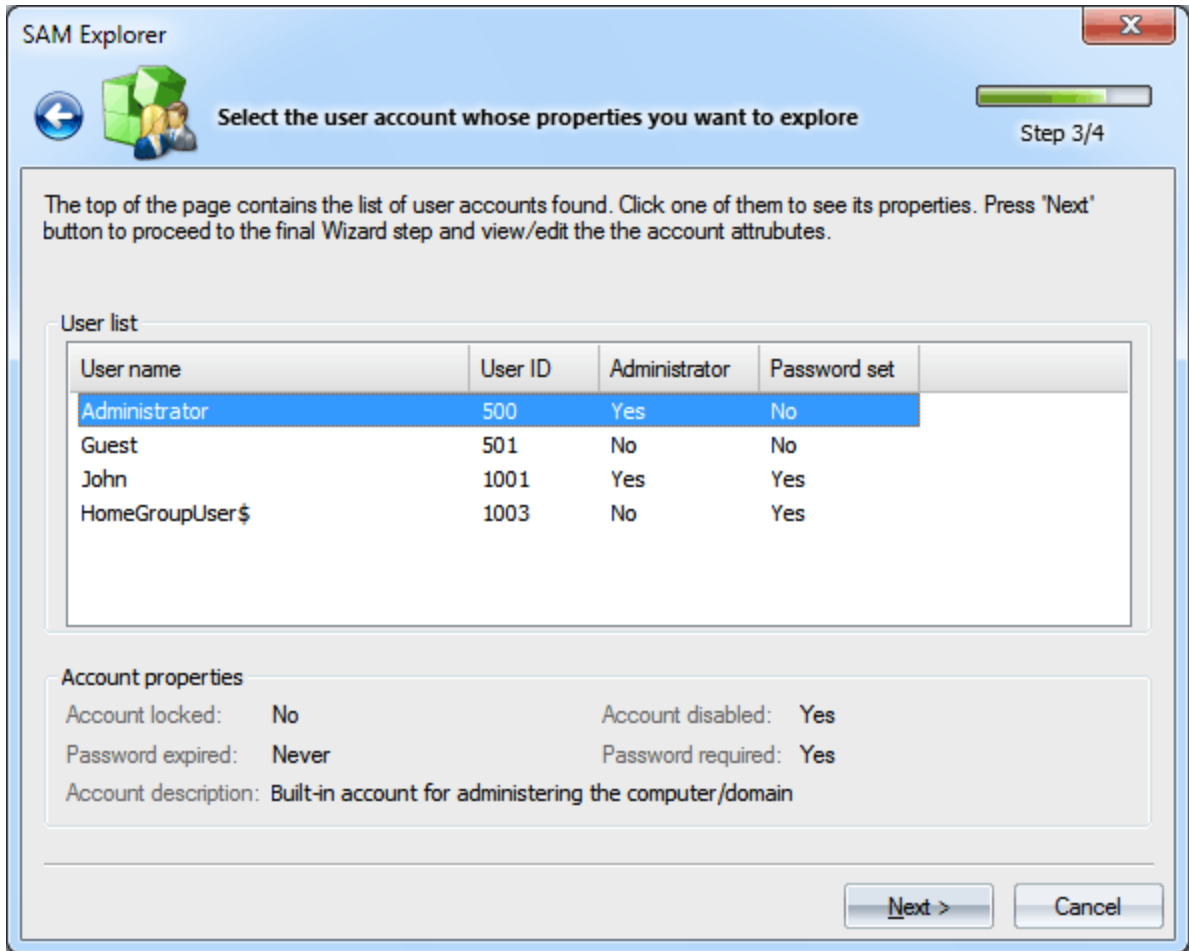 SAM Explorer
Select the user account whose properties you want to explore
Step 3/4
The top of the page contains the list of user accounts found. Click one of them to see its properties. Press 'Next'
button to proceed to the final Wizard step and view/edit the the account attrubutes.
User list
User name User ID Administrator Password set
Administrator 500 Yes No
Guest 501 No No
John 1001 Yes Yes
HomeGroupUser$ 1003 No Yes
Account properties
Account locked: No Account disabled: Yes
Password expired: Never Password required: Yes
Account description: Built-in account for administering the computer/domain
Next > Cancel